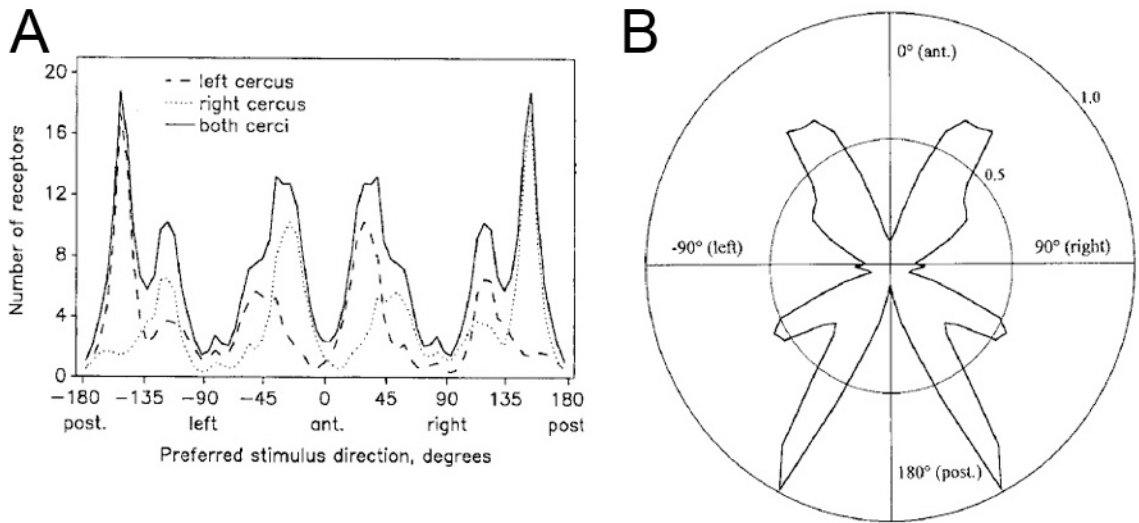 A
20
16
12
8
4
0
Number of receptors
left cercus
right cercus
both cerci
−180 −135 −90 −45 0 45 90 135 180
post. left ant. right post
Preferred stimulus direction, degrees
B
0° (ant.)
1.0
0.5
-90° (left)
90° (right)
180° (post.)